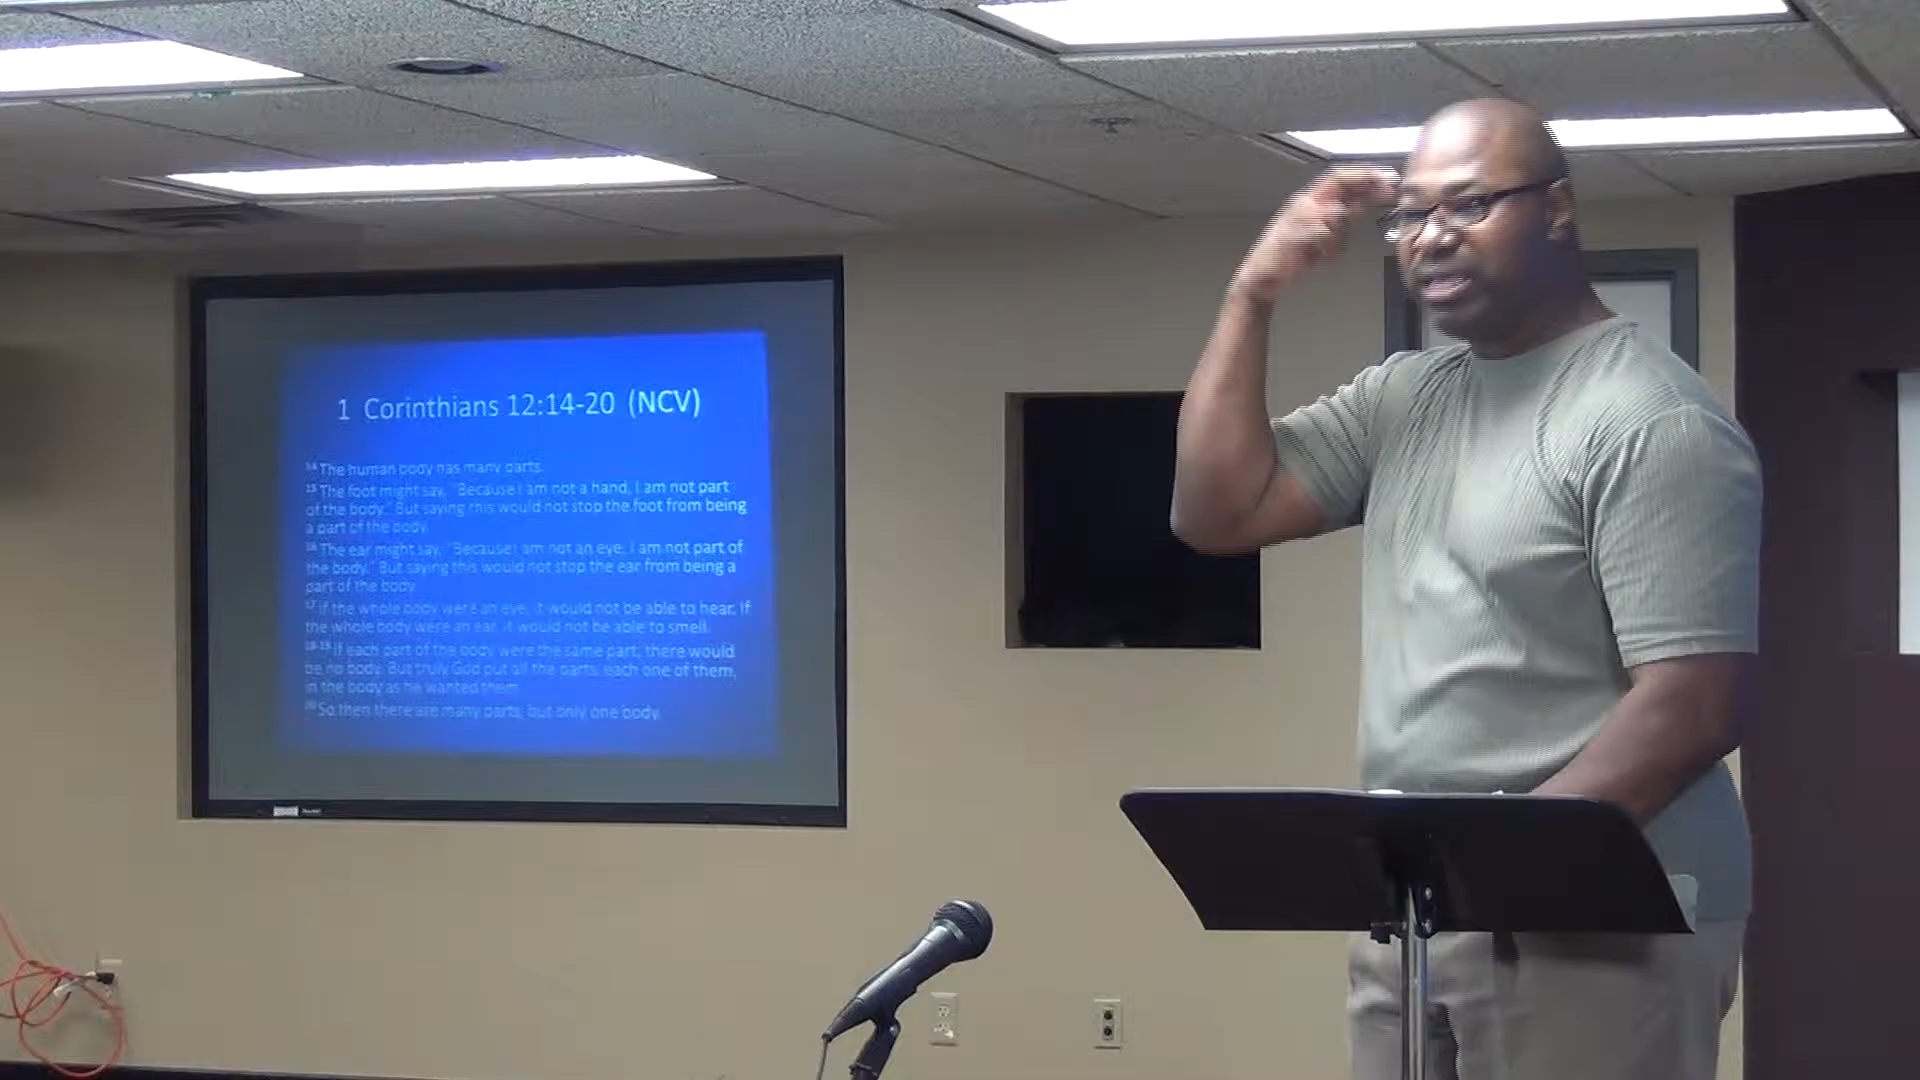 1 Corinthians 12:14-20 (NCV)
14 The human body has many parts.
15 The foot might say, "Because I am not a hand, I am not part
of the body." But saying this would not stop the foot from being
a part of the body.
16 The ear might say, "Because I am not an eye, I am not part of
the body." But saying this would not stop the ear from being a
part of the body.
17 If the whole body were an eye, it would not be able to hear. If
the whole body were an ear, it would not be able to smell.
18-19 If each part of the body were the same part, there would
be no body. But truly God put all the parts, each one of them,
in the body as he wanted them.
20 So then there are many parts, but only one body.